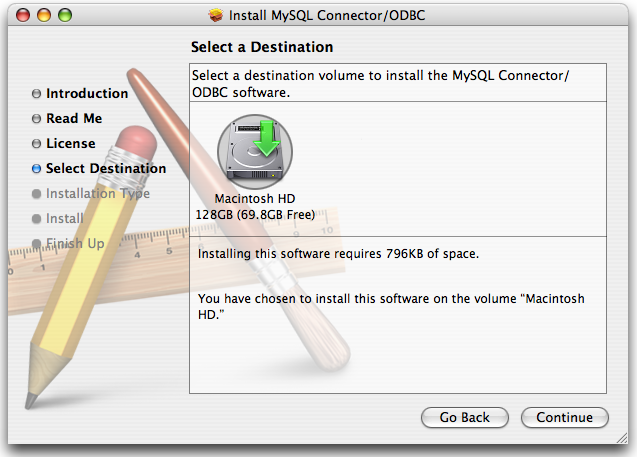 Install MySQL Connector/ODBC
Select a Destination
Introduction
Read Me
License
Select Destination
Installation Type
Install
Finish Up
Select a destination volume to install the MySQL Connector/
ODBC software.
Macintosh HD
128GB (69.8GB Free)
Installing this software requires 796KB of space.
You have chosen to install this software on the volume “Macintosh
HD.”
Go Back
Continue